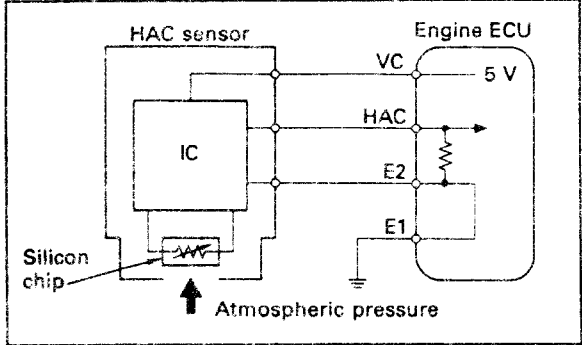 HAC sensor
Engine ECU
VC
5 V
HAC
IC
E2
E1
Silicon
chip
Atmospheric pressure